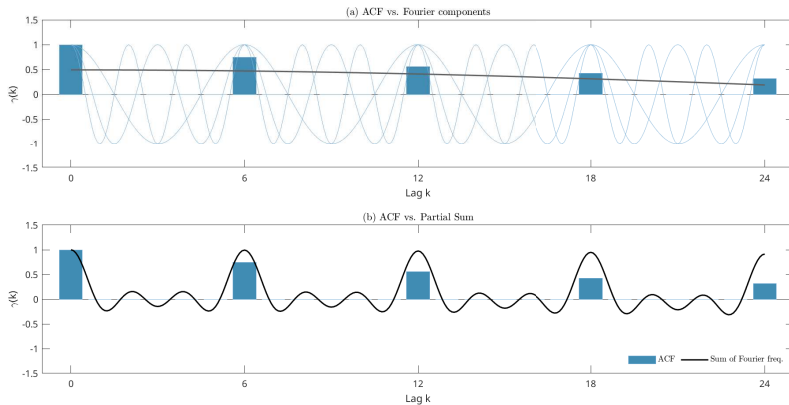 (a) ACF vs. Fourier components
1.5
1
0.5
0
-0.5
-1
-1.5
γ(k)
0 6 12 18 24
Lag k
(b) ACF vs. Partial Sum
1.5
1
0.5
0
-0.5
-1
-1.5
γ(k)
ACF Sum of Fourier freq.
0 6 12 18 24
Lag k